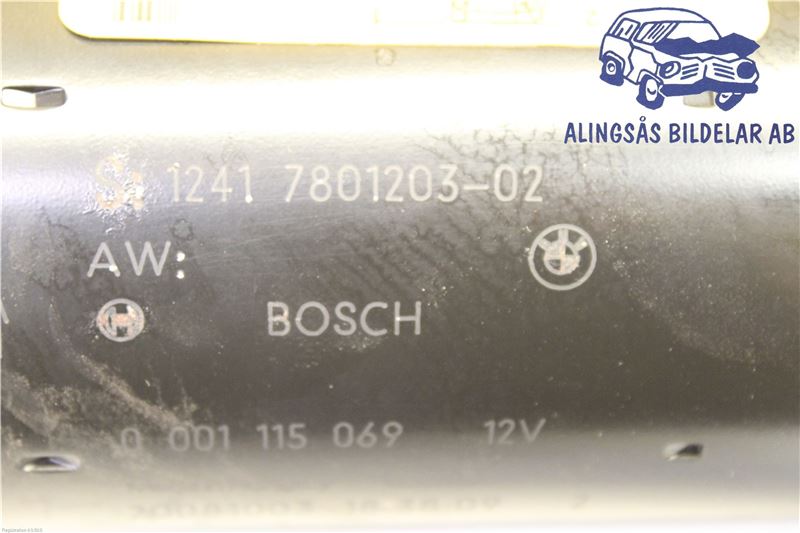 ALINGSÅS BILDELAR AB
S: 1241 7801203-02
AW:
BOSCH
0 001 115 069 12V